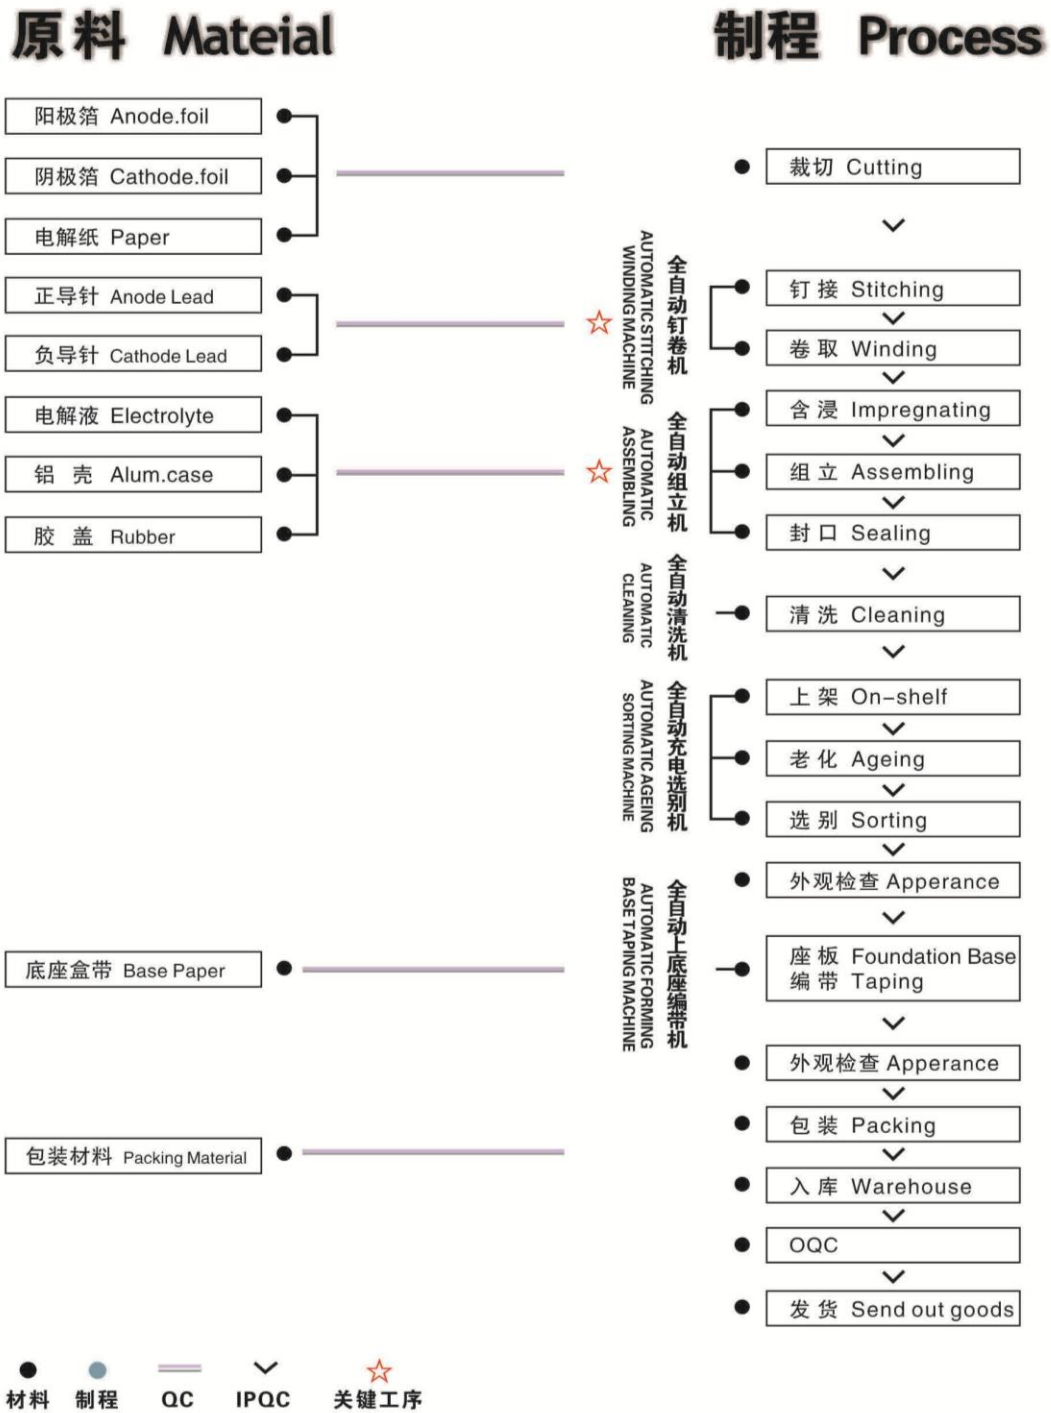 原料 Mateial
制程 Process
阳极箔 Anode.foil
阴极箔 Cathode.foil
电解纸 Paper
正导针 Anode Lead
负导针 Cathode Lead
电解液 Electrolyte
铝 壳 Alum.case
胶 盖 Rubber
底座盒带 Base Paper
包装材料 Packing Material
全自动钉卷机
AUTOMATIC STITCHING
WINDING MACHINE
全自动组立机
AUTOMATIC
ASSEMBLING
全自动清洗机
AUTOMATIC
CLEANING
全自动充电选别机
AUTOMATIC AGEING
SORTING MACHINE
全自动上底座编带机
AUTOMATIC FORMING
BASE TAPING MACHINE
裁切 Cutting
钉 接 Stitching
卷 取 Winding
含 浸 Impregnating
组 立 Assembling
封 口 Sealing
清 洗 Cleaning
上 架 On-shelf
老 化 Ageing
选 别 Sorting
外观检查 Apperance
座 板 Foundation Base
编 带 Taping
外观检查 Apperance
包 装 Packing
入 库 Warehouse
OQC
发 货 Send out goods
材料 制程 QC IPQC 关键工序